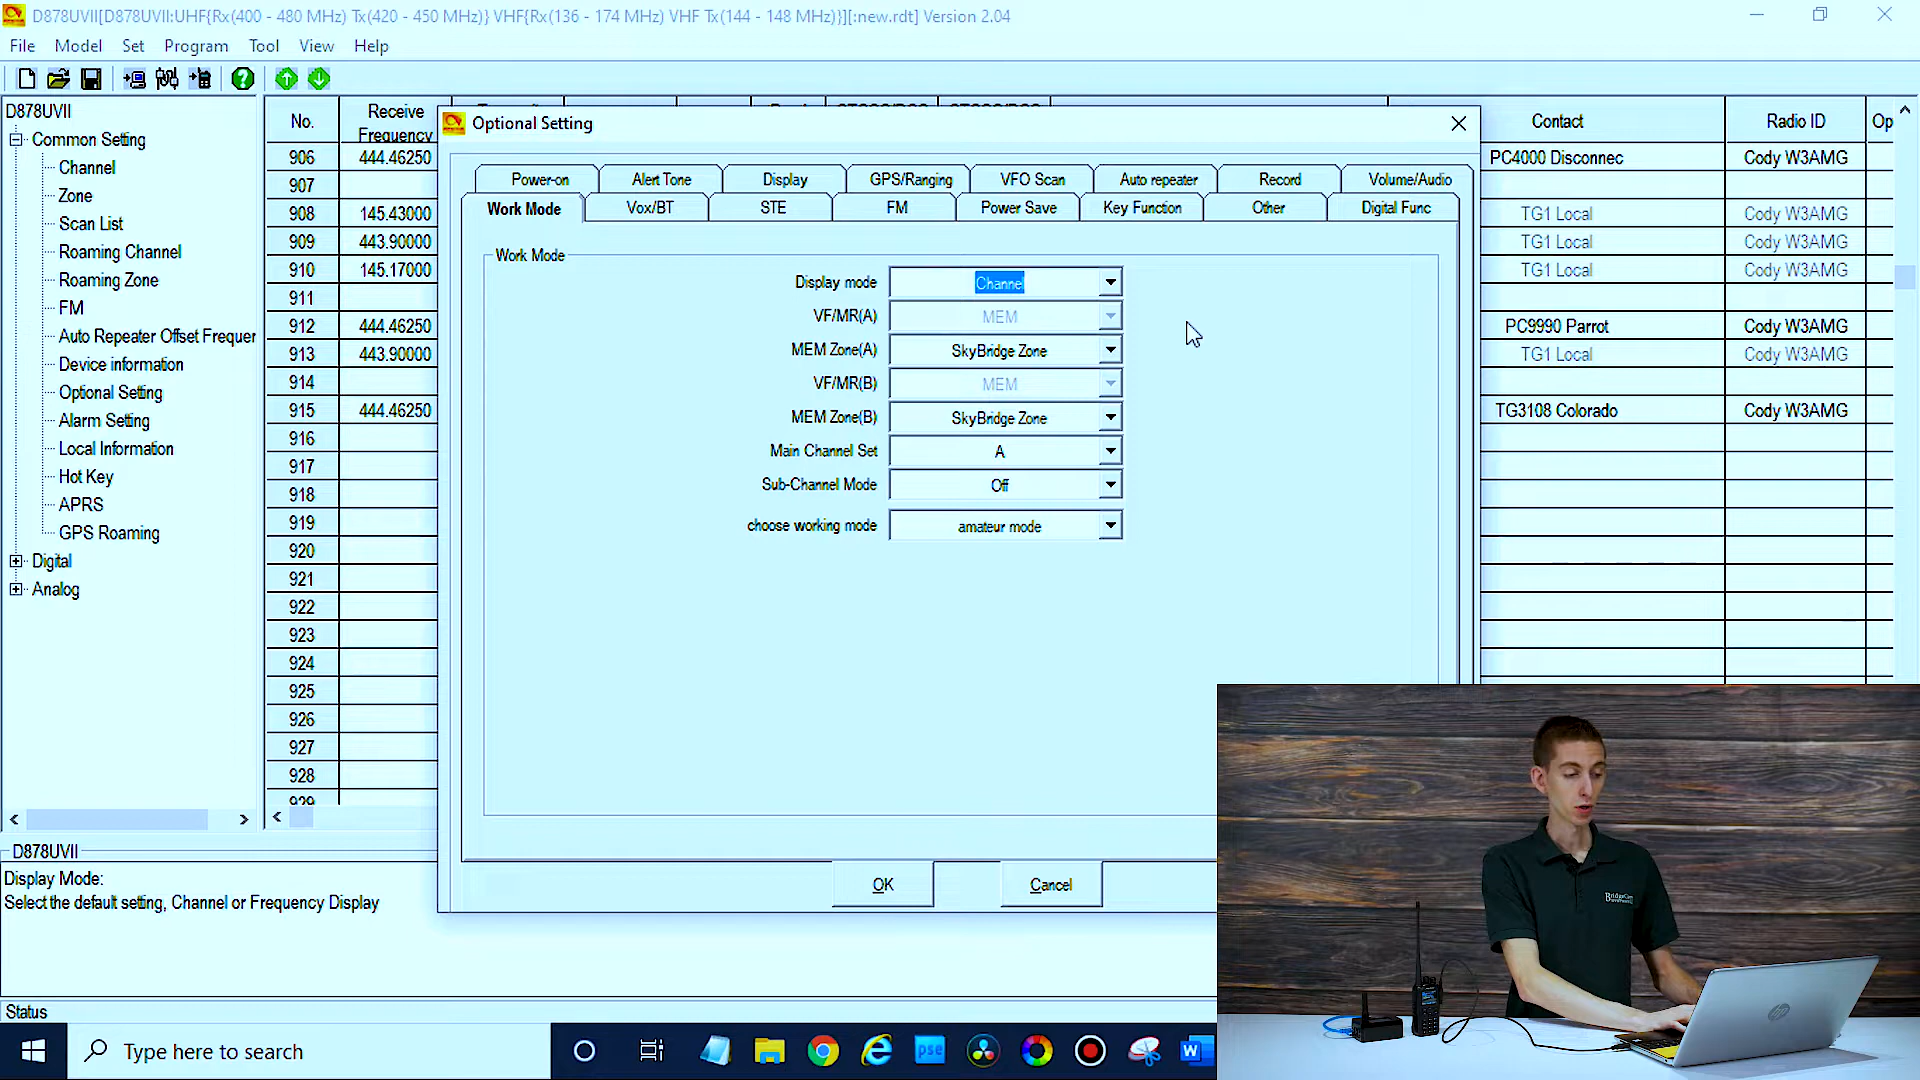 D878UVII[D878UVII:UHF{Rx(400 - 480 MHz) Tx(420 - 450 MHz)} VHF{Rx(136 - 174 MHz) VHF Tx(144 - 148 MHz)}][:new.rdt] Version 2.04
File Model Set Program Tool View Help
D878UVII
Common Setting
Channel
Zone
Scan List
Roaming Channel
Roaming Zone
FM
Auto Repeater Offset Frequer
Device information
Optional Setting
Alarm Setting
Local Information
Hot Key
APRS
GPS Roaming
Digital
Analog
No. Receive Frequency Contact Radio ID Op
906 444.46250 PC4000 Disconnec Cody W3AMG
907
908 145.43000 TG1 Local Cody W3AMG
909 443.90000 TG1 Local Cody W3AMG
910 145.17000 TG1 Local Cody W3AMG
911
912 444.46250 PC9990 Parrot Cody W3AMG
913 443.90000 TG1 Local Cody W3AMG
914
915 444.46250 TG3108 Colorado Cody W3AMG
916
917
918
919
920
921
922
923
924
925
926
927
928
929
Optional Setting
Power-on Alert Tone Display GPS/Ranging VFO Scan Auto repeater Record Volume/Audio
Work Mode Vox/BT STE FM Power Save Key Function Other Digital Func
Work Mode
Display mode Channel
VF/MR(A) MEM
MEM Zone(A) SkyBridge Zone
VF/MR(B) MEM
MEM Zone(B) SkyBridge Zone
Main Channel Set A
Sub-Channel Mode Off
choose working mode amateur mode
OK Cancel
D878UVII
Display Mode:
Select the default setting, Channel or Frequency Display
Status
Type here to search
pse
W
hp